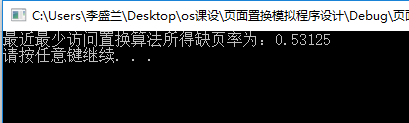 C:\Users\李盛兰\Desktop\os课设\页面置换模拟程序设计\Debug\页
最近最少访问置换算法所得缺页率为：0.53125
请按任意键继续. . .